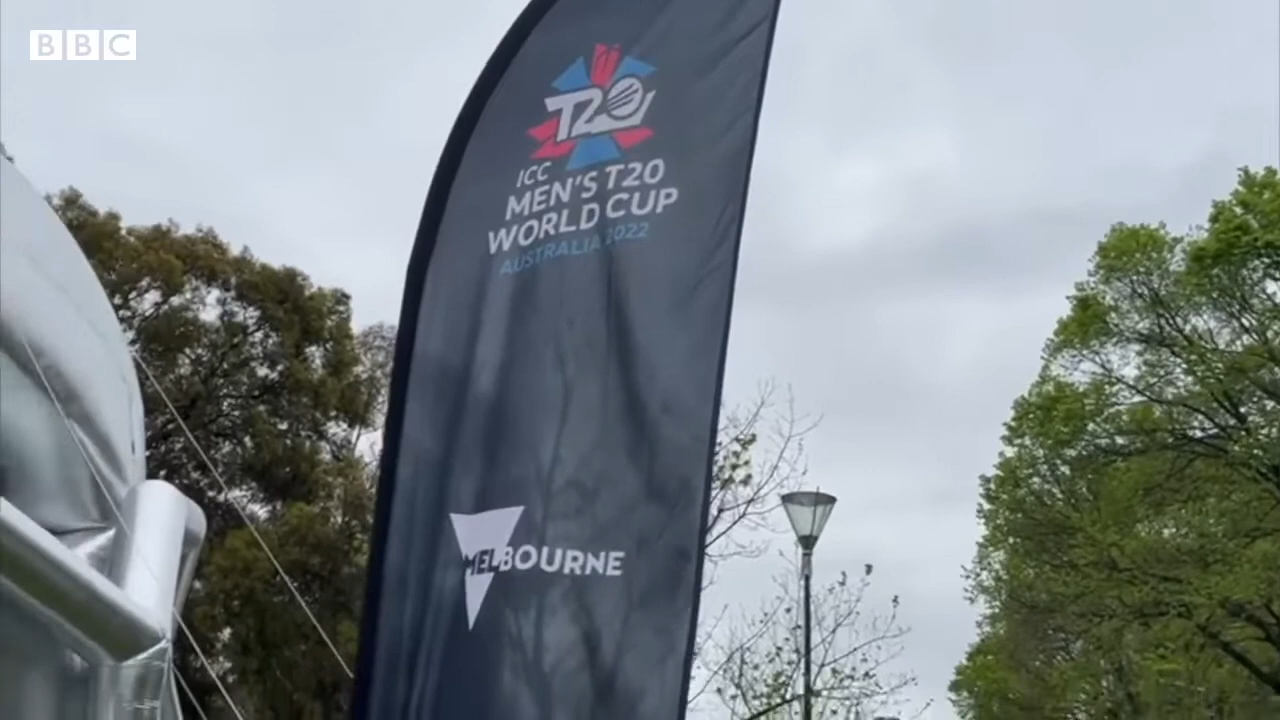 BBC
T20
ICC
MEN'S T20
WORLD CUP
AUSTRALIA 2022
MELBOURNE